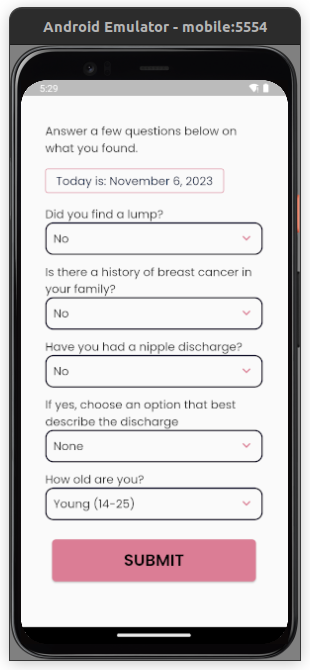 Android Emulator - mobile:5554
5:29
Answer a few questions below on
what you found.
Today is: November 6, 2023
Did you find a lump?
No
Is there a history of breast cancer in
your family?
No
Have you had a nipple discharge?
No
If yes, choose an option that best
describe the discharge
None
How old are you?
Young (14-25)
SUBMIT